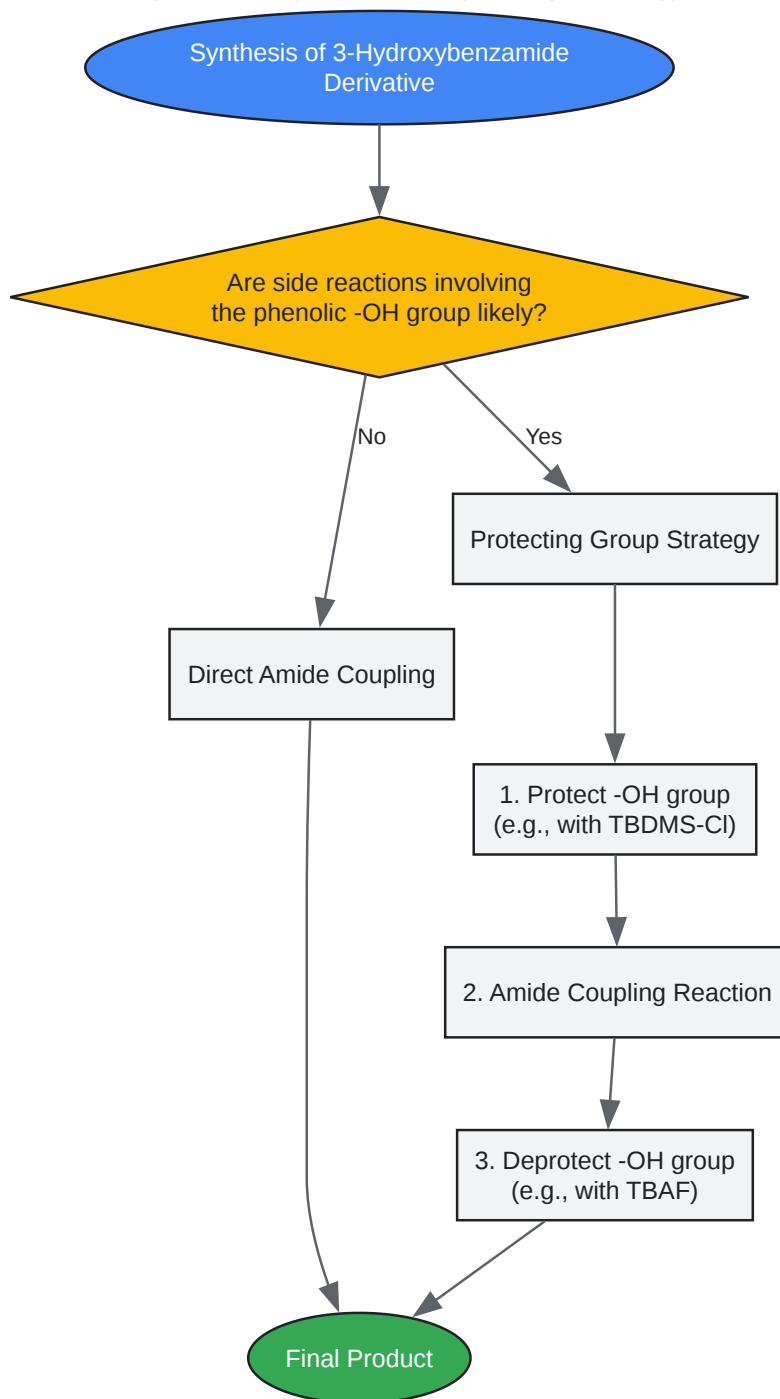 Synthesis of 3-Hydroxybenzamide
Derivative
Are side reactions involving
the phenolic -OH group likely?
No
Yes
Protecting Group Strategy
Direct Amide Coupling
1. Protect -OH group
(e.g., with TBDMS-Cl)
2. Amide Coupling Reaction
3. Deprotect -OH group
(e.g., with TBAF)
Final Product